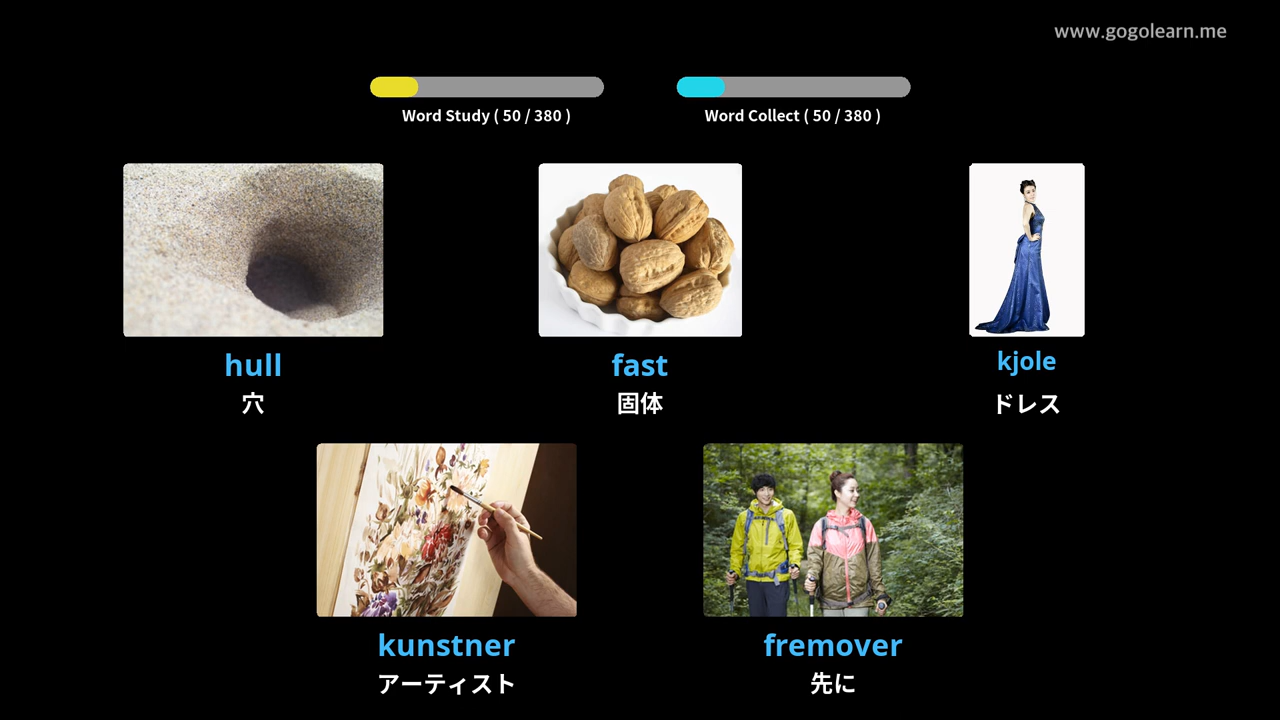 www.gogolearn.me
Word Study ( 50 / 380 )
Word Collect ( 50 / 380 )
hull
穴
fast
固体
kjole
ドレス
kunstner
アーティスト
fremover
先に